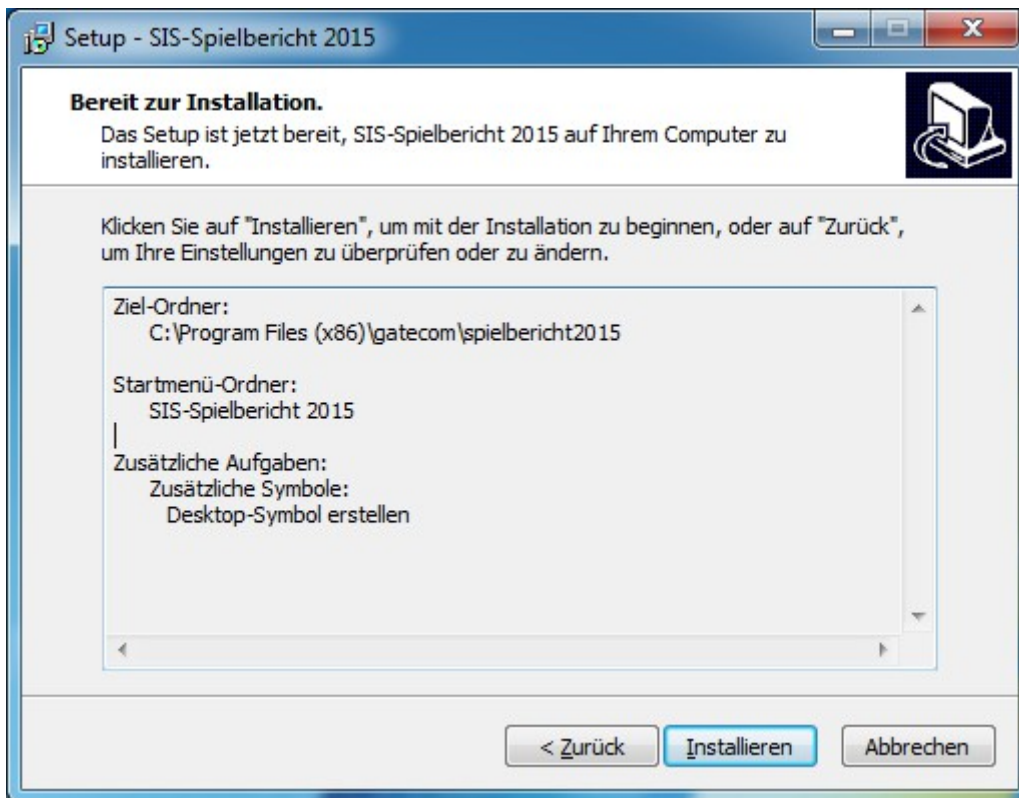 Setup - SIS-Spielbericht 2015
Bereit zur Installation.
Das Setup ist jetzt bereit, SIS-Spielbericht 2015 auf Ihrem Computer zu
installieren.
Klicken Sie auf "Installieren", um mit der Installation zu beginnen, oder auf "Zurück",
um Ihre Einstellungen zu überprüfen oder zu ändern.
Ziel-Ordner:
C:\Program Files (x86)\gatecom\spielbericht2015
Startmenü-Ordner:
SIS-Spielbericht 2015
Zusätzliche Aufgaben:
Zusätzliche Symbole:
Desktop-Symbol erstellen
< Zurück
Installieren
Abbrechen